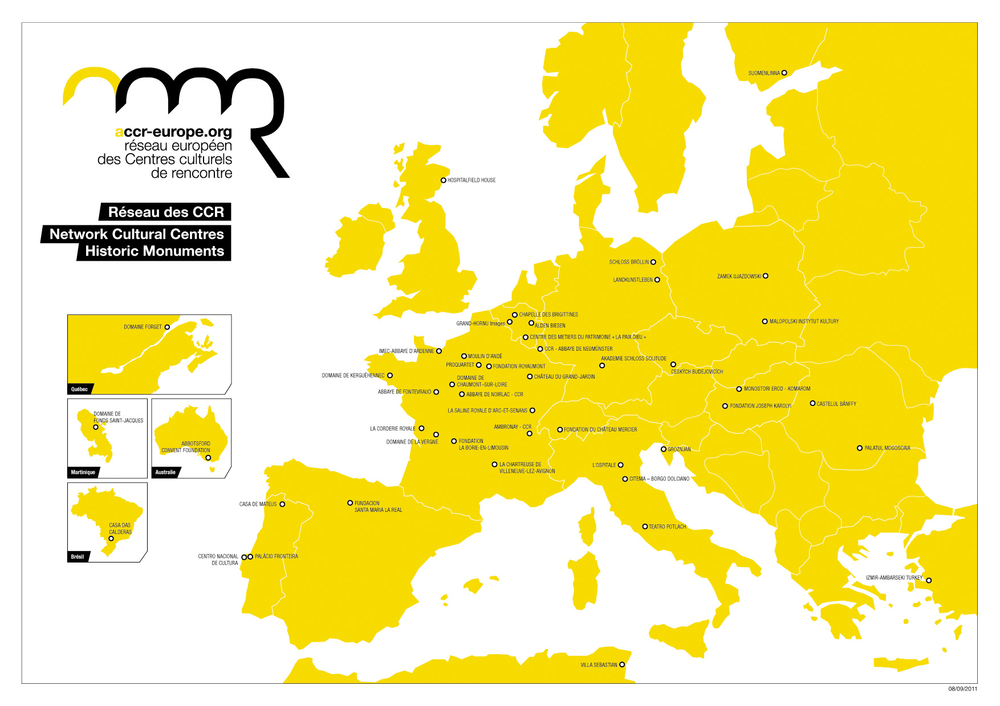 accr-europe.org
réseau européen
des Centres culturels
de rencontre
Réseau des CCR
Network Cultural Centres
Historic Monuments
DOMAINE FORGET
Québec
DOMAINE DE
FONDS SAINT-JACQUES
Martinique
ABBOTSFORD
CONVENT FOUNDATION
Australie
CASA DAS
CALDERAS
Brésil
SUOMENLINNA
HOSPITALFIELD HOUSE
SCHLOSS BRÖLLIN
LANDKUNSTLEBEN
ZAMEK UJAZDOWSKI
CHAPELLE DES BRIGITTINES
GRAND-HORNU Images
ALDEN BIESEN
MALOPOLSKI INSTYTUT KULTURY
CENTRE DES METIERS DU PATRIMOINE « LA PAIX DIEU »
IMEC-ABBAYE D'ARDENNE
CCR - ABBAYE DE NEUMÜNSTER
MOULIN D'ANDÉ
AKADEMIE SCHLOSS SOLITUDE
PROQUARTET
FONDATION ROYAUMONT
CESKÝCH BUDEJOVICÍCH
DOMAINE DE KERGUÉHENNEC
CHÂTEAU DU GRAND-JARDIN
DOMAINE DE
CHAUMONT–SUR-LOIRE
ABBAYE DE FONTEVRAUD
ABBAYE DE NOIRLAC - CCR
MONOSTORI EROD - KOMAROM
FONDATION JOSEPH KAROLYI
CASTELUL BÁNFFY
LA SALINE ROYALE D'ARC-ET-SENANS
LA CORDERIE ROYALE
AMBRONAY - CCR
FONDATION DU CHÂTEAU MERCIER
DOMAINE DE LA VERGNE
FONDATION
LA BORIE-EN-LIMOUSIN
GROZNJAN
PALATUL MOGOSOAIA
LA CHARTREUSE DE
VILLENEUVE-LEZ-AVIGNON
L'OSPITALE
CITEMA – BORGO DOLCIANO
CASA DE MATEUS
FUNDACION
SANTA MARIA LA REAL
TEATRO POTLACH
CENTRO NACIONAL
DE CULTURA
PALÁCIO FRONTEIRA
IZMIR-AMBARSEKI TURKEY
VILLA SEBASTIAN
08/09/2011